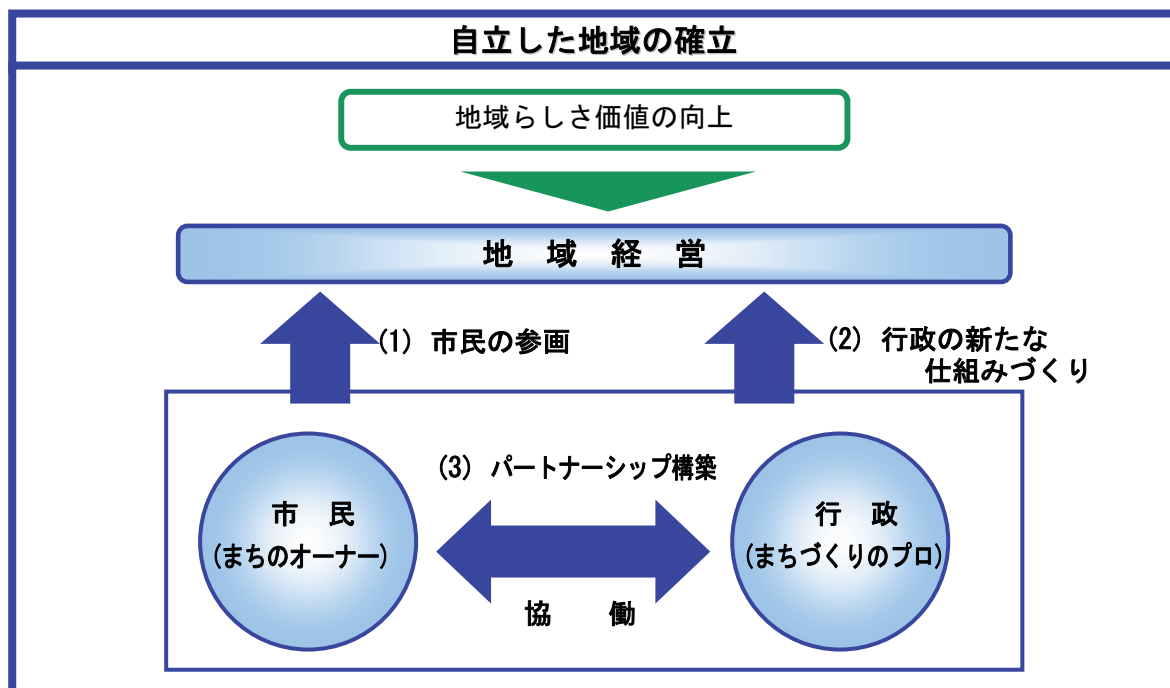 自立した地域の確立
地域らしさ価値の向上
地　域　経　営
(1) 市民の参画
(2) 行政の新たな
仕組みづくり
(3) パートナーシップ構築
市　民
(まちのオーナー)
行　政
(まちづくりのプロ)
協　　働